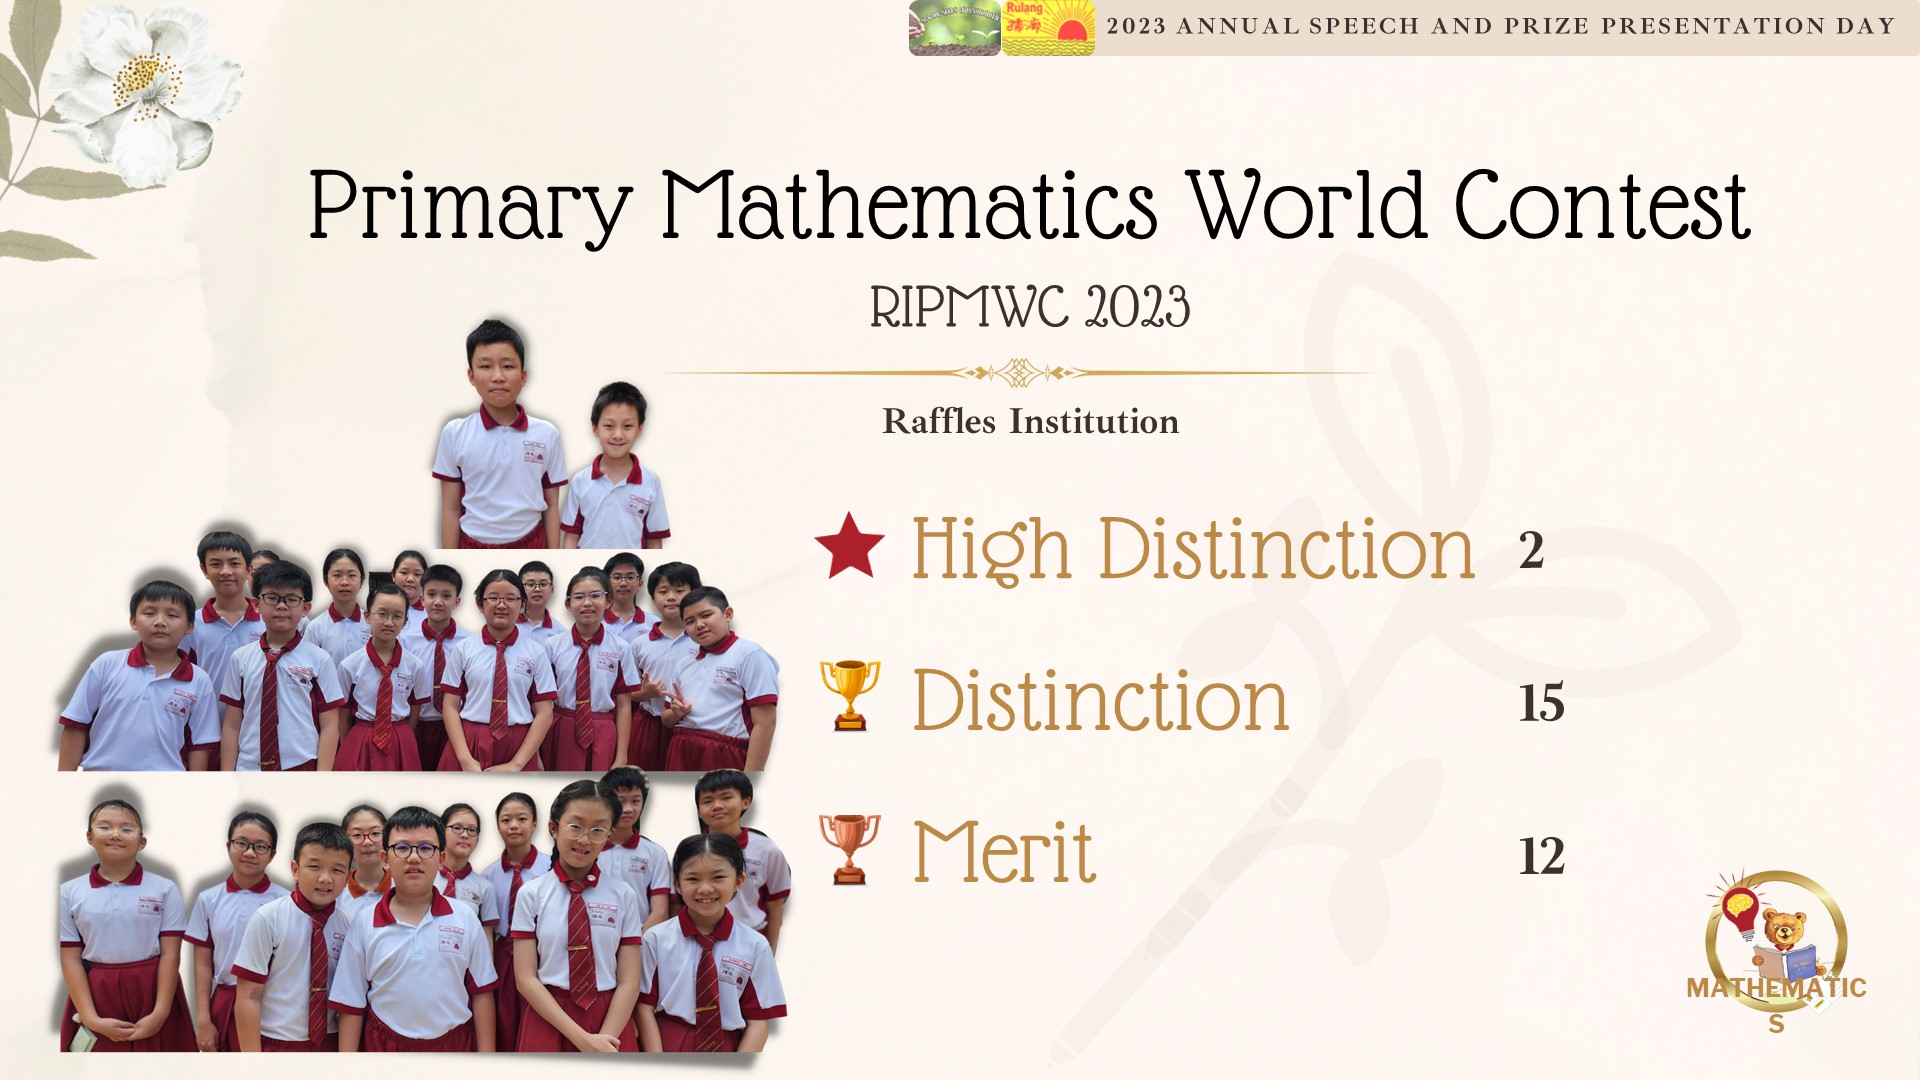 Rulang
2023 ANNUAL SPEECH AND PRIZE PRESENTATION DAY
Primary Mathematics World Contest
RIPMWC 2023
Raffles Institution
High Distinction 2
Distinction 15
Merit 12
MATHEMATIC
S